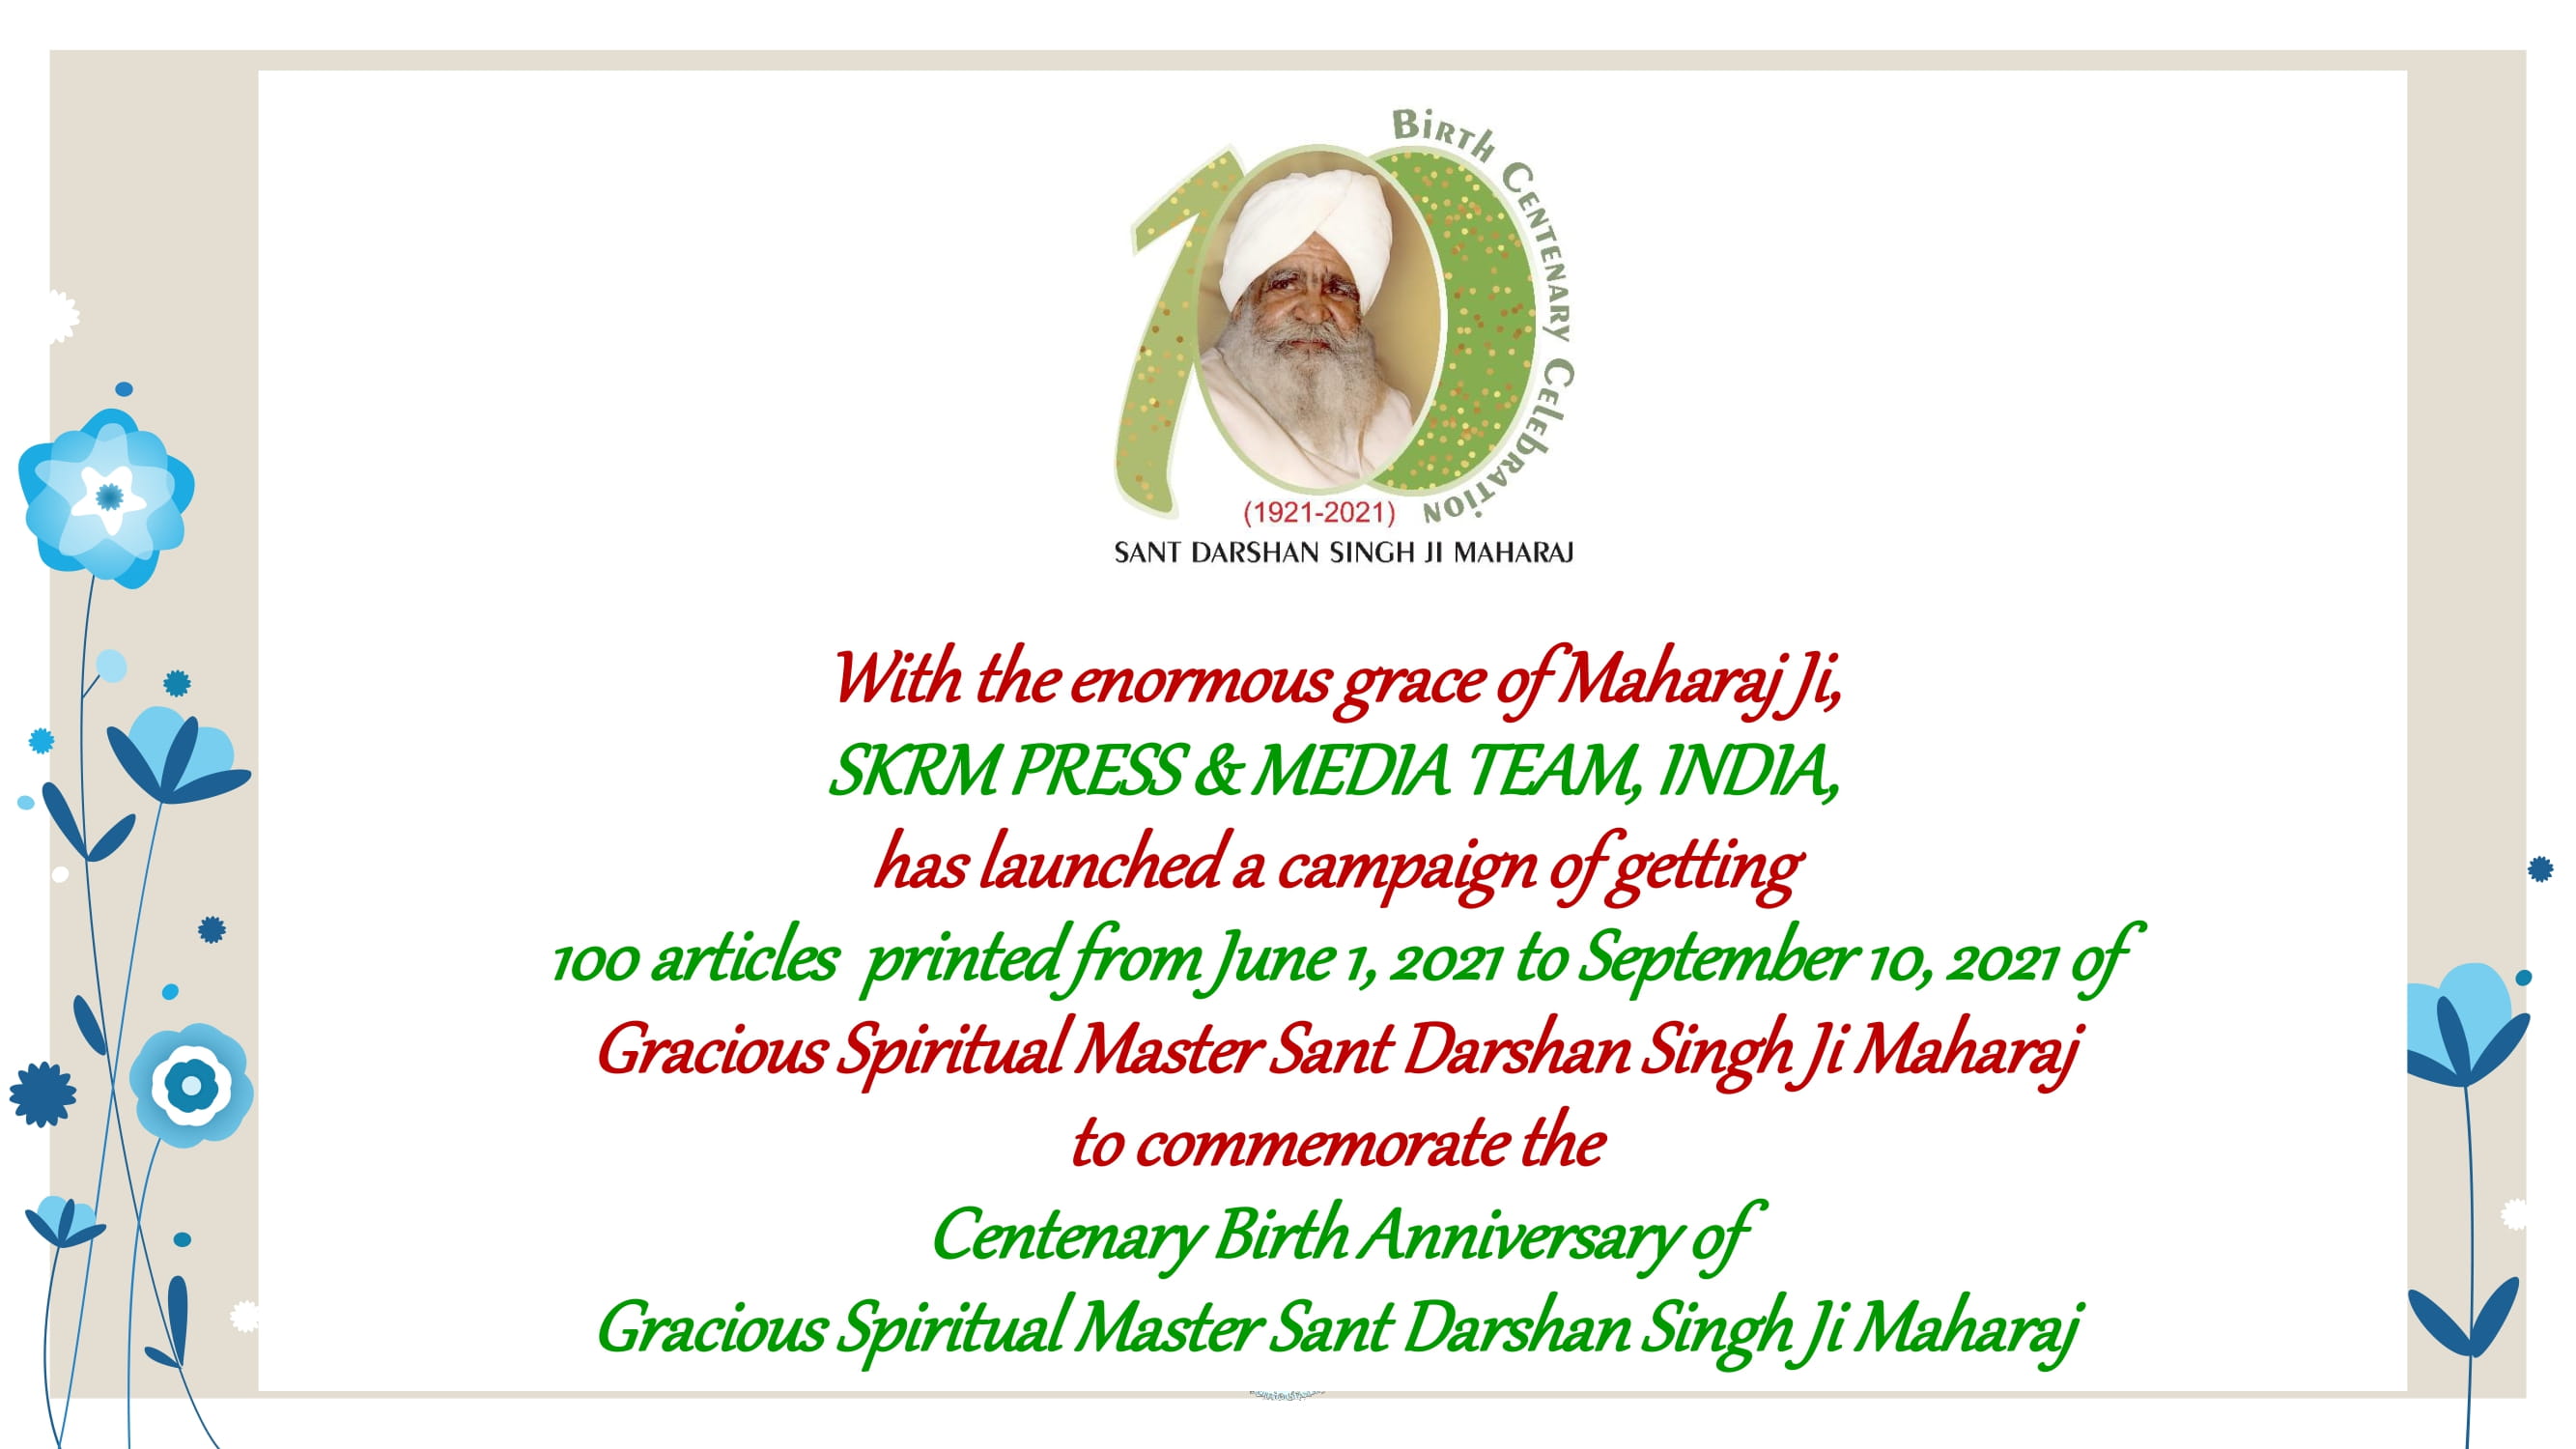 Birth Centenary Celebration
(1921-2021)
SANT DARSHAN SINGH JI MAHARAJ
With the enormous grace of Maharaj Ji,
SKRM PRESS & MEDIA TEAM, INDIA,
has launched a campaign of getting
100 articles printed from June 1, 2021 to September 10, 2021 of
Gracious Spiritual Master Sant Darshan Singh Ji Maharaj
to commemorate the
Centenary Birth Anniversary of
Gracious Spiritual Master Sant Darshan Singh Ji Maharaj